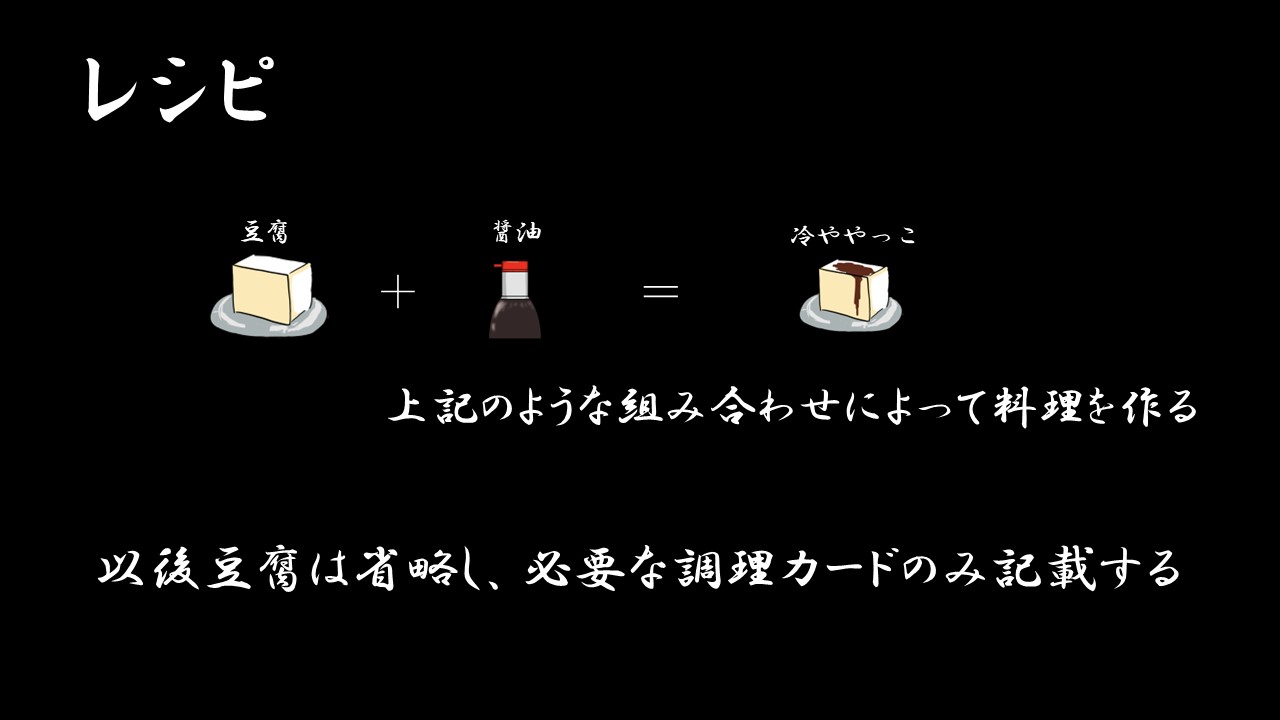 レシピ
豆腐 + 醤油 = 冷ややっこ
上記のような組み合わせによって料理を作る
以後豆腐は省略し、必要な調理カードのみ記載する